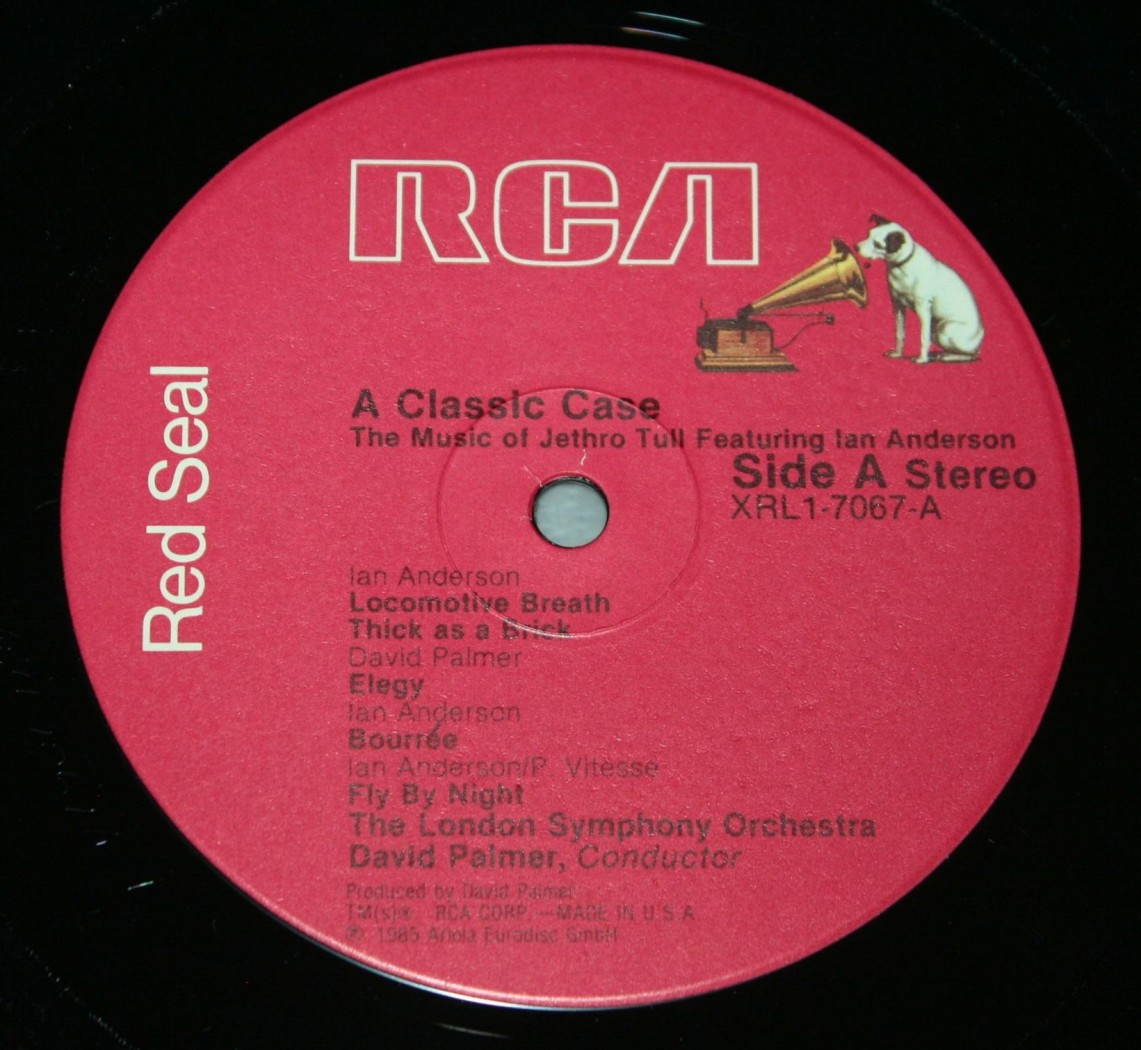 RCA
Red Seal
A Classic Case
The Music of Jethro Tull Featuring Ian Anderson
Side A Stereo
XRL1-7067-A
Ian Anderson
Locomotive Breath
Thick as a Brick
David Palmer
Elegy
Ian Anderson
Bourrée
Ian Anderson/P. Vitesse
Fly By Night
The London Symphony Orchestra
David Palmer, Conductor
Produced by David Palmer
TM(s)® RCA CORP.—MADE IN U S A
℗ 1985 Ariola Eurodisc GmbH